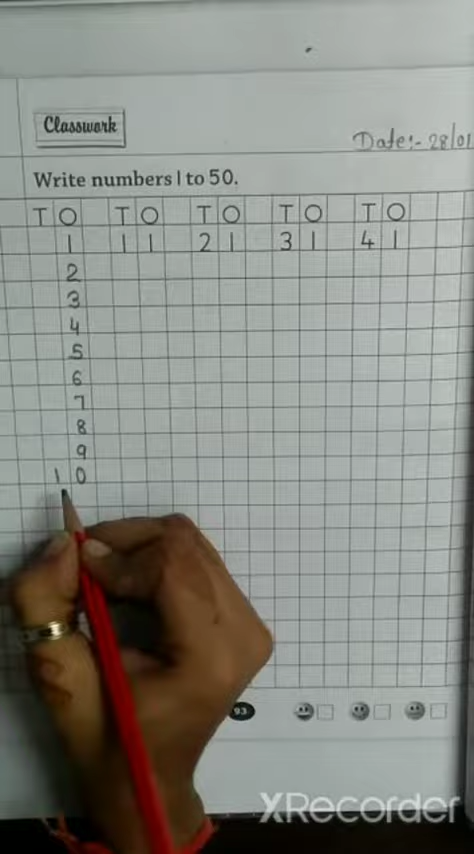 Classwork
Date:- 28/01
Write numbers 1 to 50.
T O T O T O T O T O
1 1 1 2 1 3 1 4 1
2
3
4
5
6
7
8
9
1 0
93
XRecorder